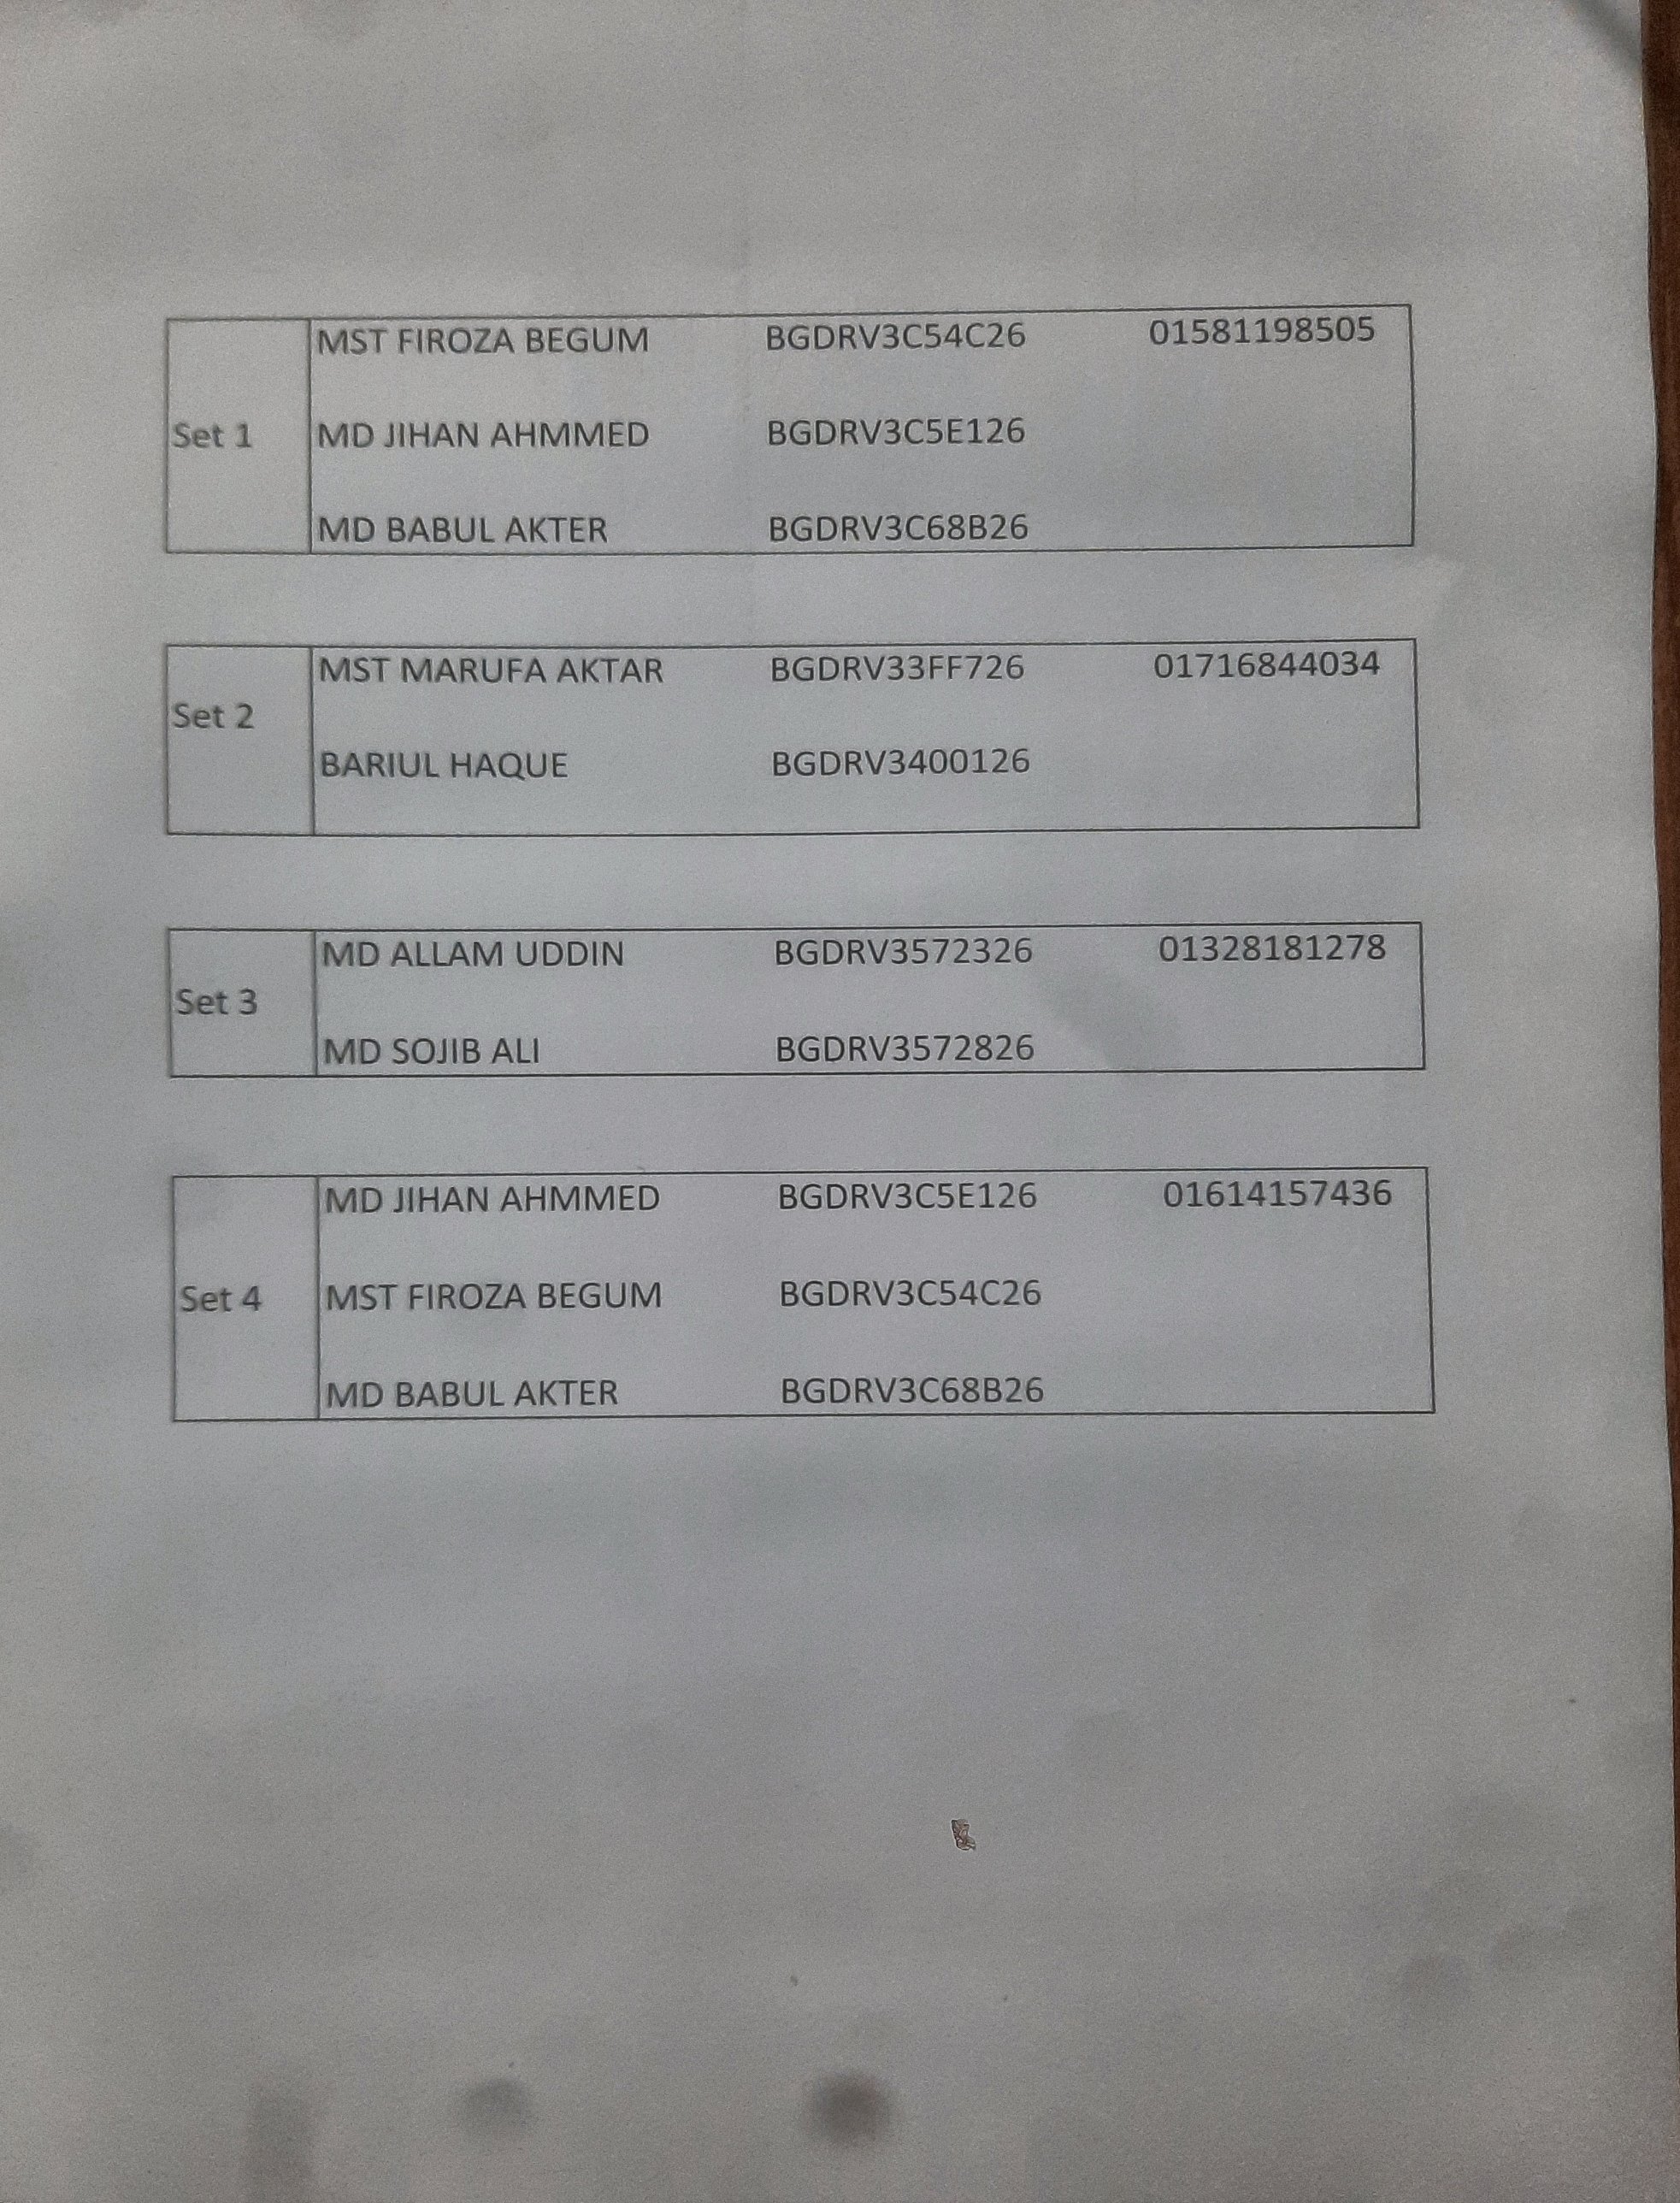 Set 1
MST FIROZA BEGUM BGDRV3C54C26 01581198505
MD JIHAN AHMMED BGDRV3C5E126
MD BABUL AKTER BGDRV3C68B26
Set 2
MST MARUFA AKTAR BGDRV33FF726 01716844034
BARIUL HAQUE BGDRV3400126
Set 3
MD ALLAM UDDIN BGDRV3572326 01328181278
MD SOJIB ALI BGDRV3572826
Set 4
MD JIHAN AHMMED BGDRV3C5E126 01614157436
MST FIROZA BEGUM BGDRV3C54C26
MD BABUL AKTER BGDRV3C68B26